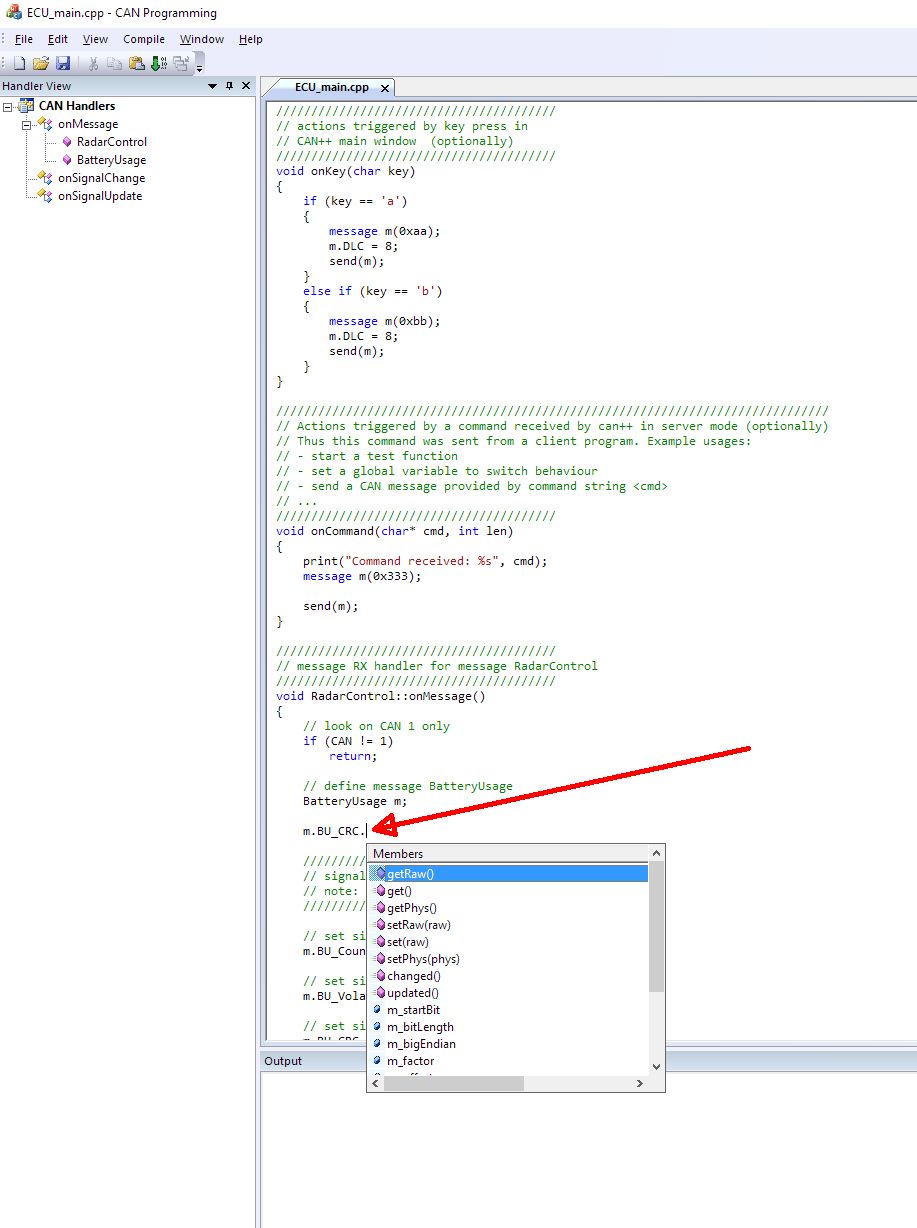 ECU_main.cpp - CAN Programming
File Edit View Compile Window Help
Handler View
CAN Handlers
onMessage
RadarControl
BatteryUsage
onSignalChange
onSignalUpdate
ECU_main.cpp
////////////////////////////////////////
// actions triggered by key press in
// CAN++ main window  (optionally)
////////////////////////////////////////
void onKey(char key)
{
    if (key == 'a')
    {
        message m(0xaa);
        m.DLC = 8;
        send(m);
    }
    else if (key == 'b')
    {
        message m(0xbb);
        m.DLC = 8;
        send(m);
    }
}
///////////////////////////////////////////////////////////////////////////////
// Actions triggered by a command received by can++ in server mode (optionally)
// Thus this command was sent from a client program. Example usages:
// - start a test function
// - set a global variable to switch behaviour
// - send a CAN message provided by command string <cmd>
// ...
////////////////////////////////////////
void onCommand(char* cmd, int len)
{
    print("Command received: %s", cmd);
    message m(0x333);
    send(m);
}
////////////////////////////////////////
// message RX handler for message RadarControl
////////////////////////////////////////
void RadarControl::onMessage()
{
    // look on CAN 1 only
    if (CAN != 1)
        return;
    // define message BatteryUsage
    BatteryUsage m;
    m.BU_CRC.
    /////////
    // signal
    // note:
    /////////
    // set si
    m.BU_Coun
    // set si
    m.BU_Vola
    // set si
    m.BU_CRC.
Members
getRaw()
get()
getPhys()
setRaw(raw)
set(raw)
setPhys(phys)
changed()
updated()
m_startBit
m_bitLength
m_bigEndian
m_factor
Output